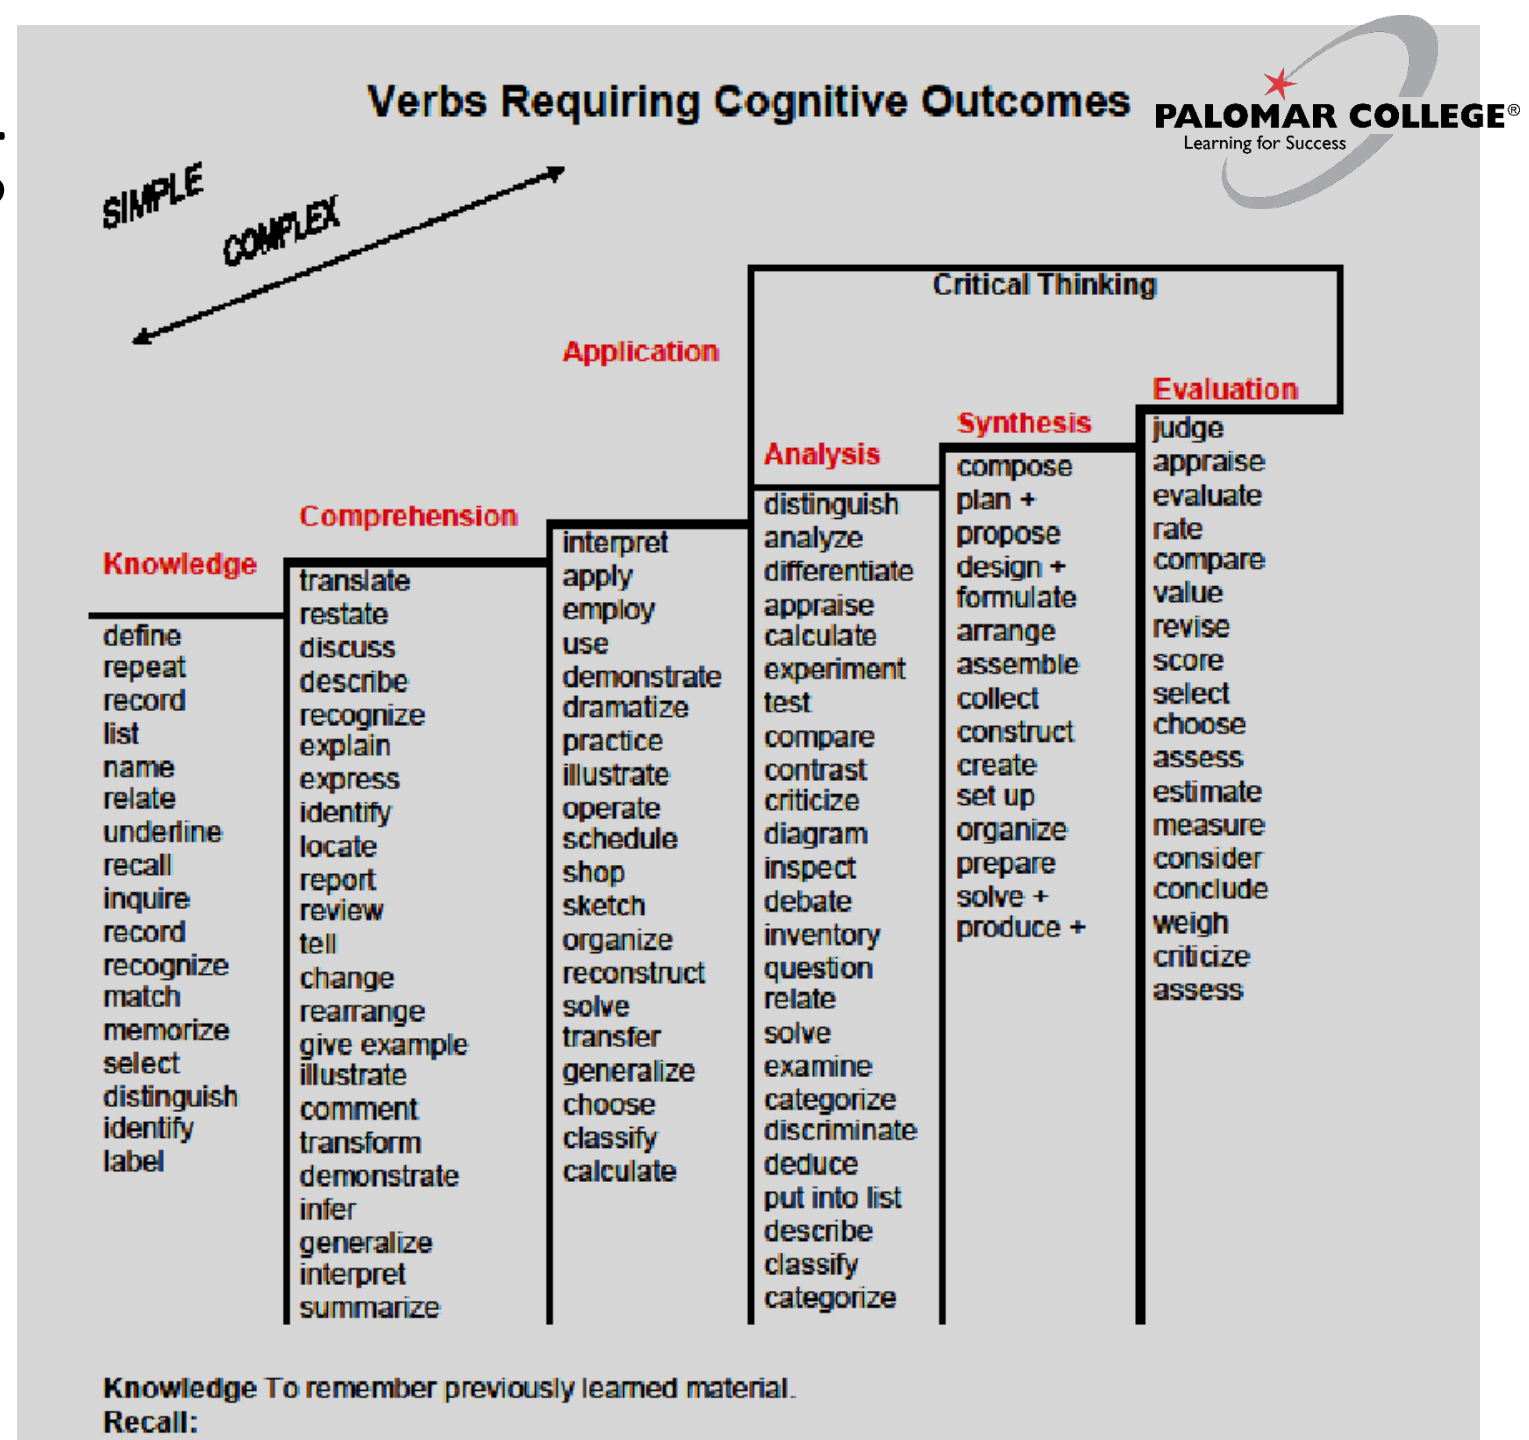 Verbs Requiring Cognitive Outcomes
PALOMAR COLLEGE®
Learning for Success
SIMPLE
COMPLEX
Critical Thinking
Knowledge
define
repeat
record
list
name
relate
underline
recall
inquire
record
recognize
match
memorize
select
distinguish
identify
label
Comprehension
translate
restate
discuss
describe
recognize
explain
express
identify
locate
report
review
tell
change
rearrange
give example
illustrate
comment
transform
demonstrate
infer
generalize
interpret
summarize
Application
interpret
apply
employ
use
demonstrate
dramatize
practice
illustrate
operate
schedule
shop
sketch
organize
reconstruct
solve
transfer
generalize
choose
classify
calculate
Analysis
distinguish
analyze
differentiate
appraise
calculate
experiment
test
compare
contrast
criticize
diagram
inspect
debate
inventory
question
relate
solve
examine
categorize
discriminate
deduce
put into list
describe
classify
categorize
Synthesis
compose
plan +
propose
design +
formulate
arrange
assemble
collect
construct
create
set up
organize
prepare
solve +
produce +
Evaluation
judge
appraise
evaluate
rate
compare
value
revise
score
select
choose
assess
estimate
measure
consider
conclude
weigh
criticize
assess
Knowledge To remember previously learned material.
Recall: